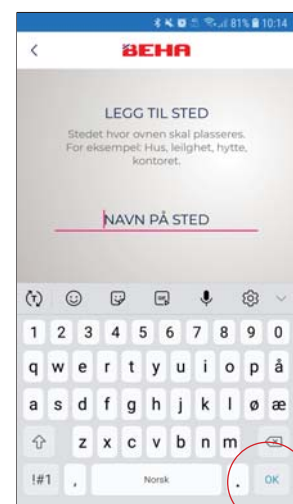 81% 10:14
BEHA
LEGG TIL STED
Stedet hvor ovnen skal plasseres.
For eksempel: Hus, leilghet, hytte,
kontoret.
NAVN PÅ STED
1 2 3 4 5 6 7 8 9 0
q w e r t y u i o p å
a s d f g h j k l ø æ
z x c v b n m
!#1 , Norsk . OK